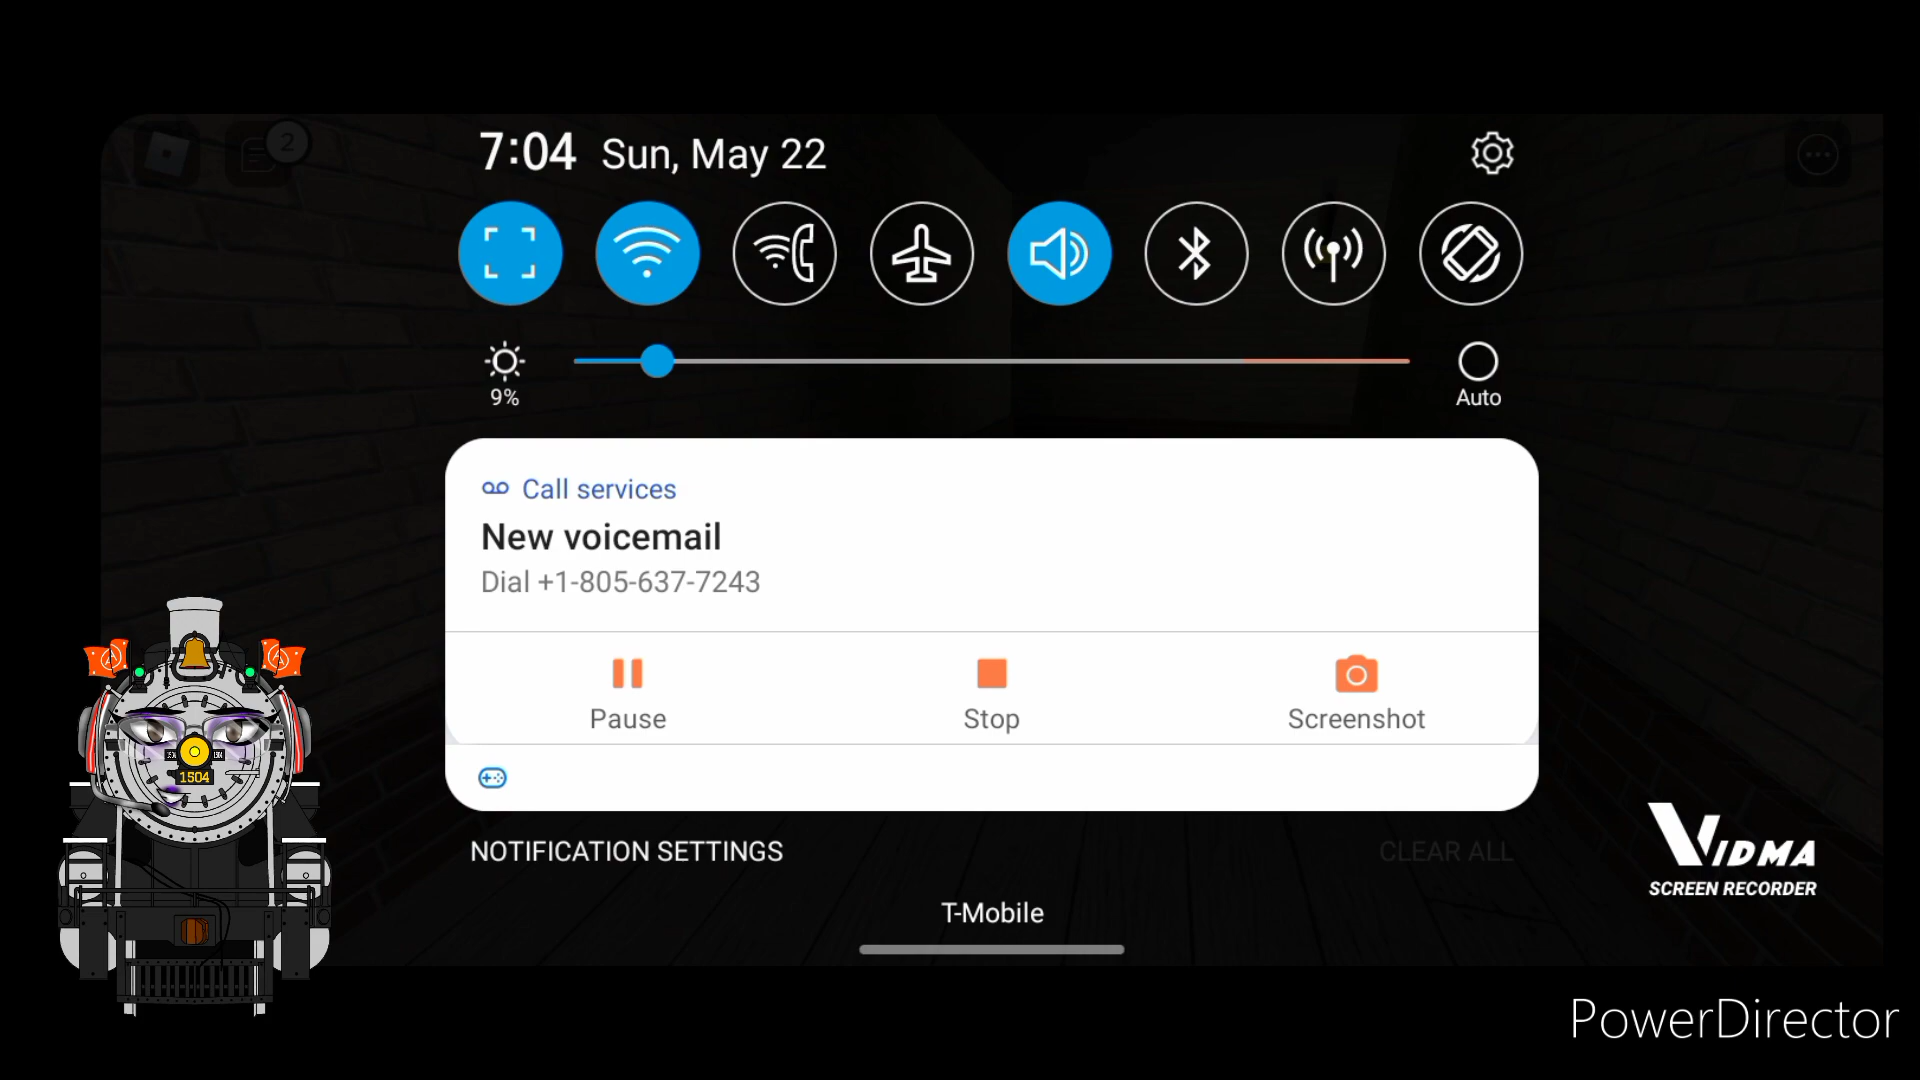 2
7:04 Sun, May 22
9%
Auto
Call services
New voicemail
Dial +1-805-637-7243
Pause
Stop
Screenshot
NOTIFICATION SETTINGS
CLEAR ALL
T-Mobile
1504
VIDMA
SCREEN RECORDER
PowerDirector